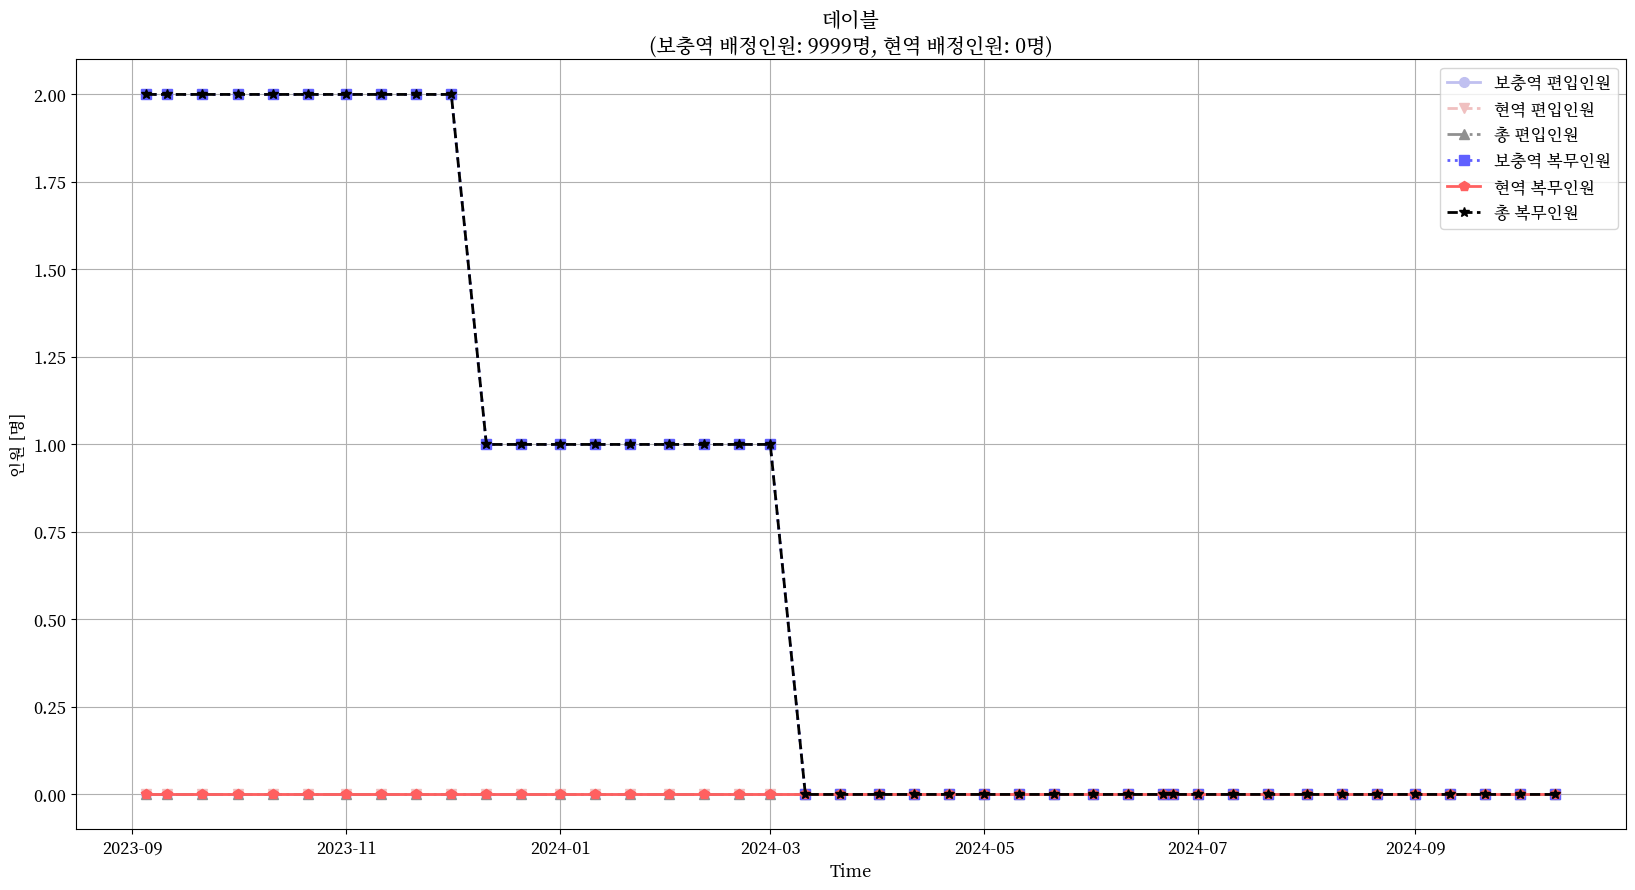 데이블
(보충역 배정인원: 9999명, 현역 배정인원: 0명)
보충역 편입인원
현역 편입인원
총 편입인원
보충역 복무인원
현역 복무인원
총 복무인원
인원 [명]
2.00
1.75
1.50
1.25
1.00
0.75
0.50
0.25
0.00
2023-09
2023-11
2024-01
2024-03
2024-05
2024-07
2024-09
Time